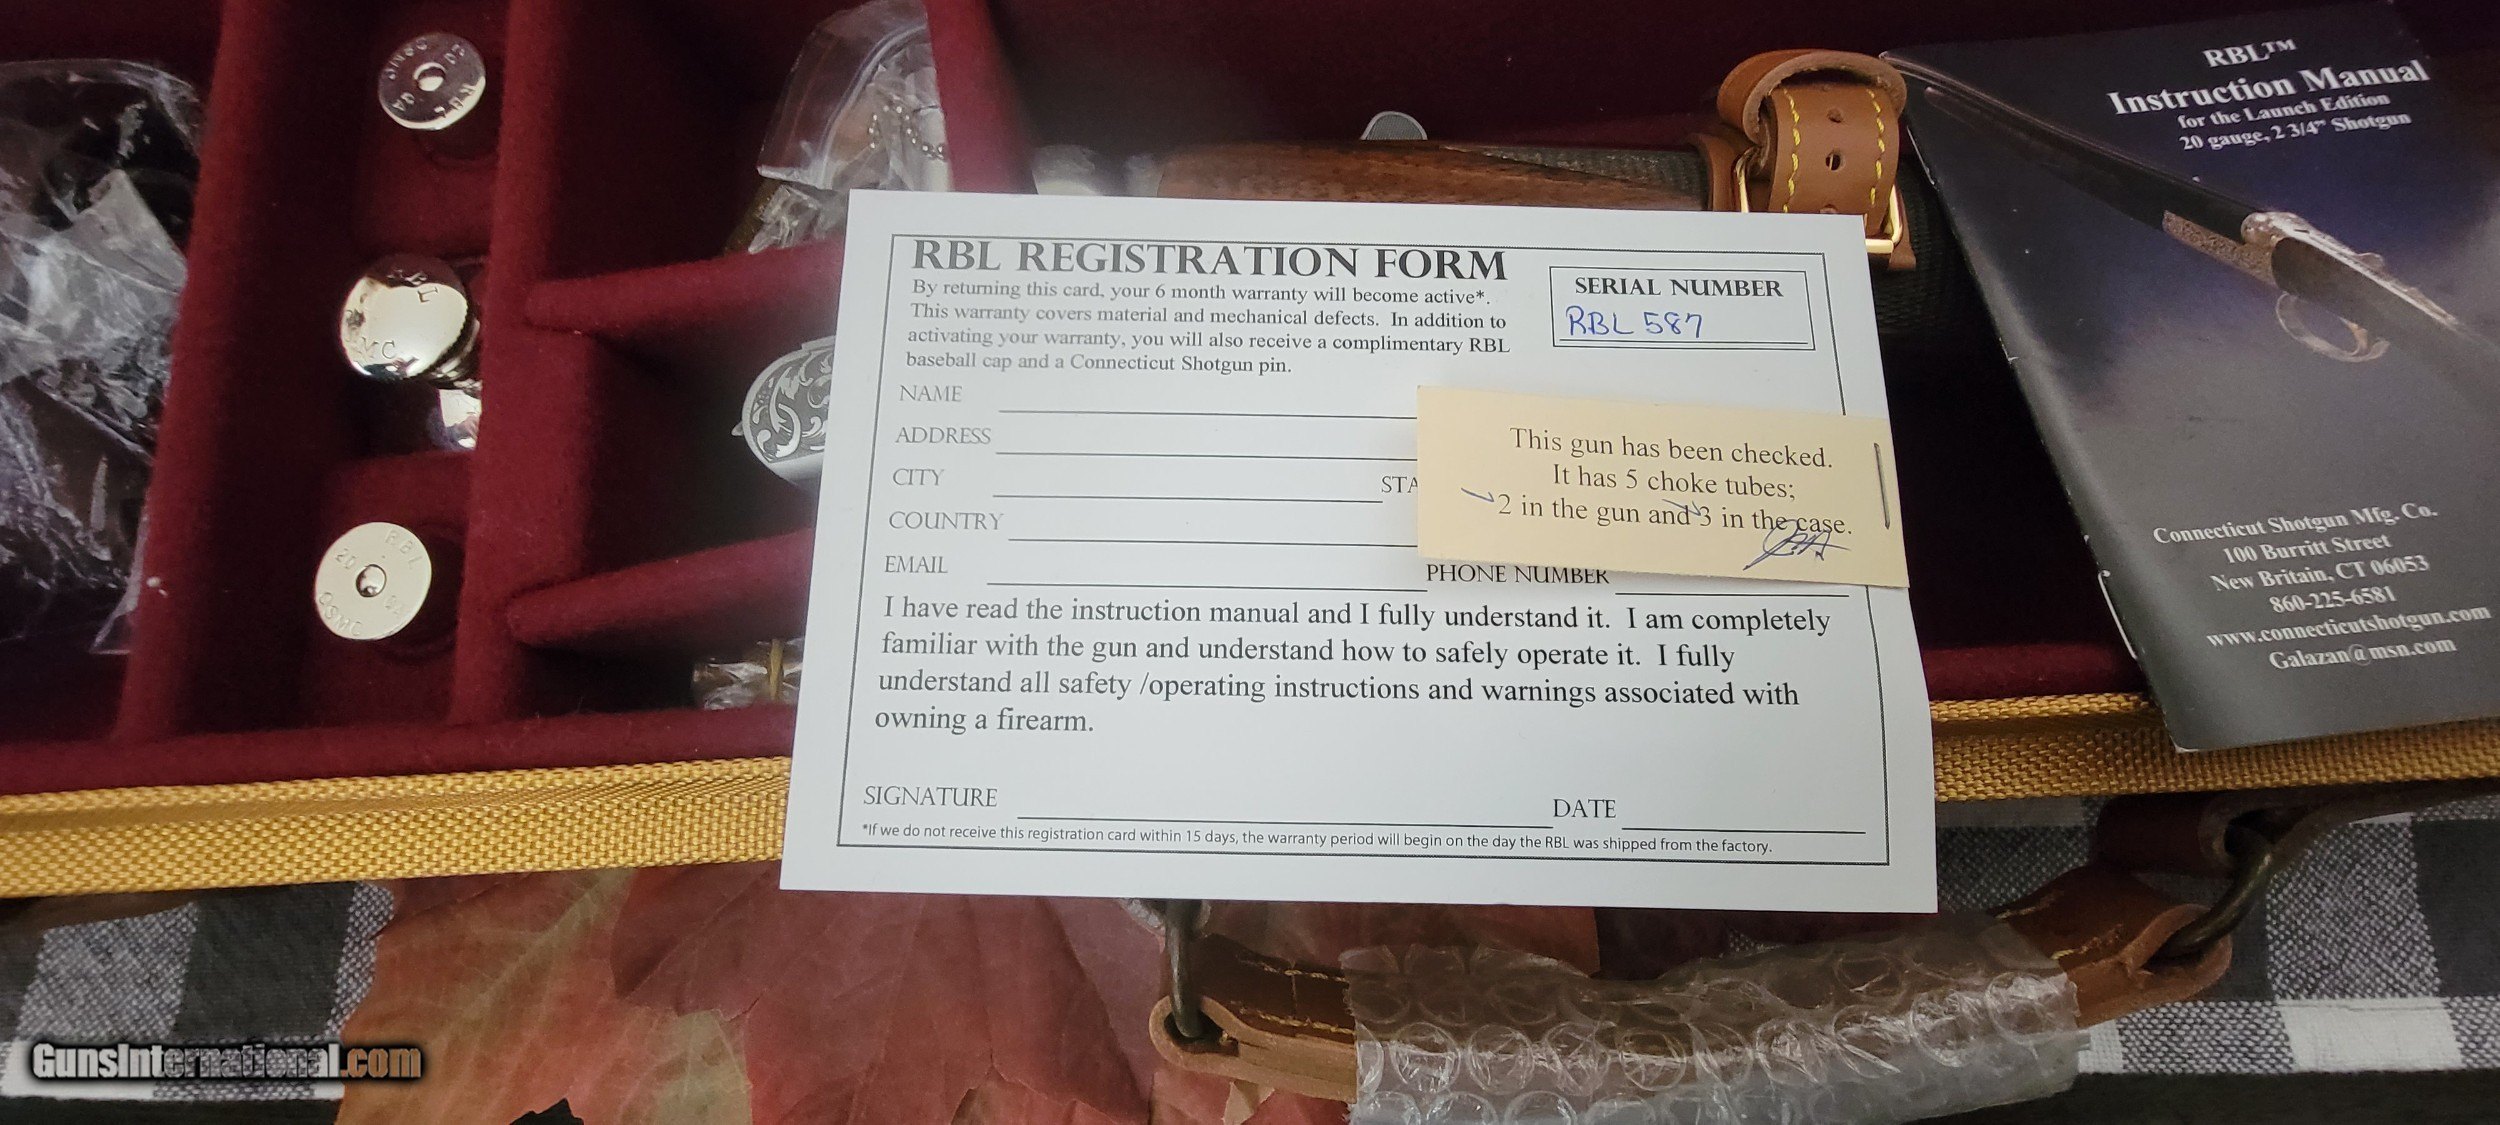 RBL REGISTRATION FORM
By returning this card, your 6 month warranty will become active*.
This warranty covers material and mechanical defects.  In addition to
activating your warranty, you will also receive a complimentary RBL
baseball cap and a Connecticut Shotgun pin.
SERIAL NUMBER
RBL 587
NAME
ADDRESS
CITY
STA
COUNTRY
EMAIL
PHONE NUMBER
This gun has been checked.
It has 5 choke tubes;
2 in the gun and 3 in the case.
I have read the instruction manual and I fully understand it.  I am completely
familiar with the gun and understand how to safely operate it.  I fully
understand all safety /operating instructions and warnings associated with
owning a firearm.
SIGNATURE
DATE
*If we do not receive this registration card within 15 days, the warranty period will begin on the day the RBL was shipped from the factory.
RBL™
Instruction Manual
for the Launch Edition
20 gauge, 2 3/4" Shotgun
Connecticut Shotgun Mfg. Co.
100 Burritt Street
New Britain, CT 06053
860-225-6581
www.connecticutshotgun.com
Galazan@msn.com
RBL
20
GA
CSMC
GunsInternational.com